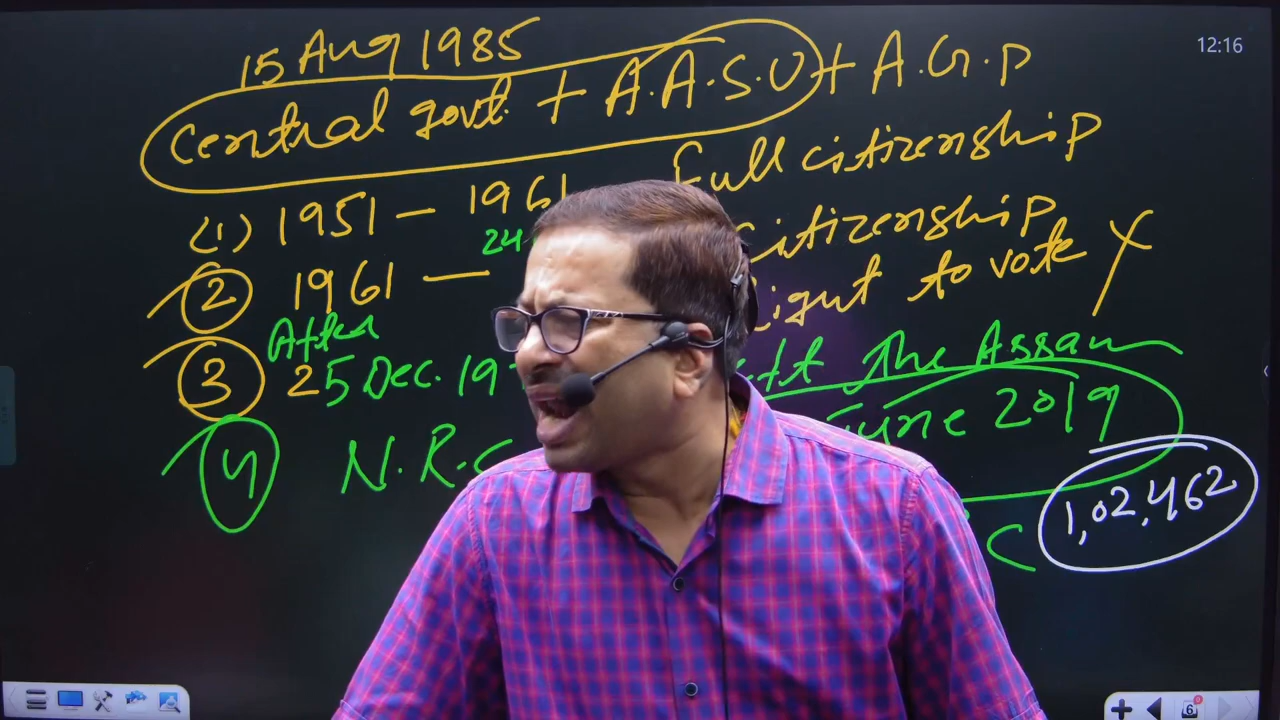 12:16
15 Aug 1985
Central govt. + A.A.S.U + A.G.P
(1) 1951 - 1961 Full citizenship
24
② 1961 - citizenship
Right to vote X
After
③ 25 Dec. 197 the Assam
④ N.R.C June 2019
C 1,02,462